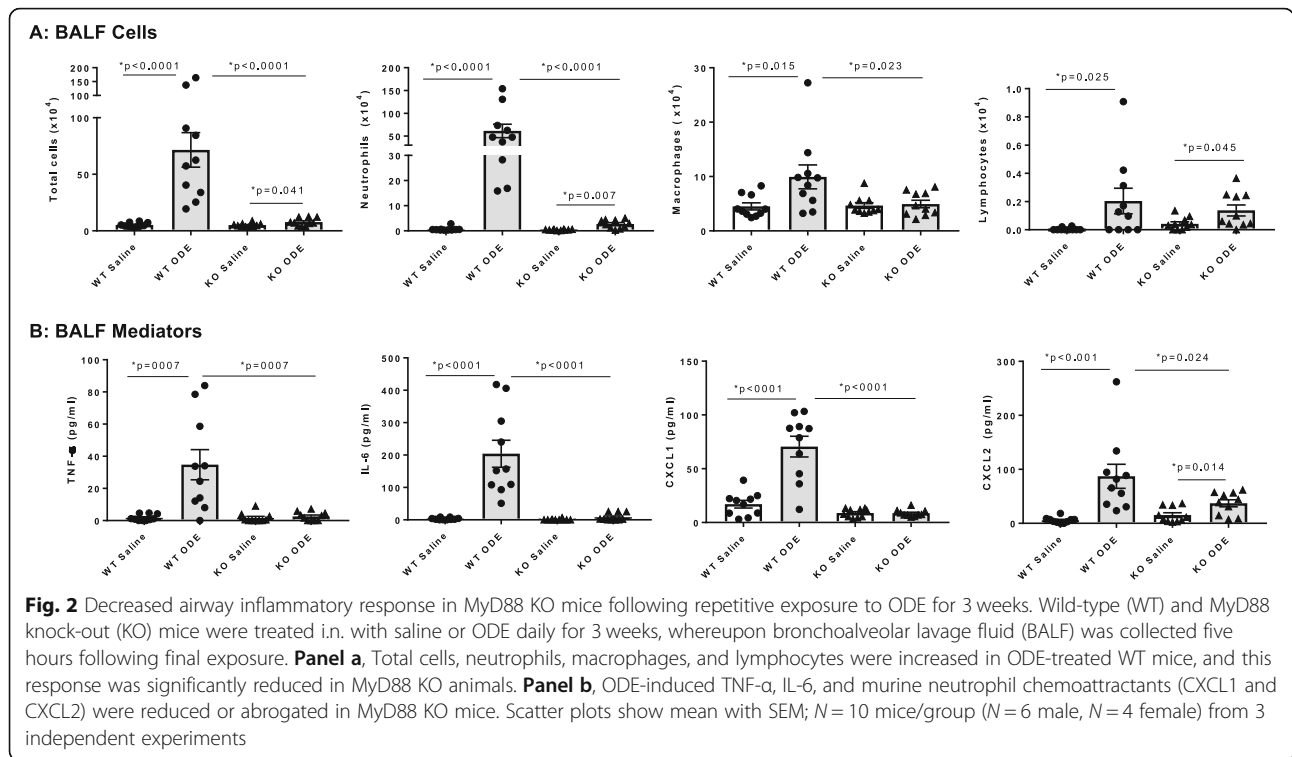 A: BALF Cells
Total cells (x10⁴)
200
150
100
50
0
*p<0.0001
*p<0.0001
*p=0.041
WT Saline
WT ODE
KO Saline
KO ODE
Neutrophils (x10⁴)
200
150
100
50
30
20
10
0
*p<0.0001
*p<0.0001
*p=0.007
WT Saline
WT ODE
KO Saline
KO ODE
Macrophages (x10⁴)
30
20
10
0
*p=0.015
*p=0.023
WT Saline
WT ODE
KO Saline
KO ODE
Lymphocytes (x10⁴)
1.0
0.8
0.6
0.4
0.2
0.0
*p=0.025
*p=0.045
WT Saline
WT ODE
KO Saline
KO ODE
B: BALF Mediators
(pg/ml)
100
80
60
40
20
0
*p=0007
*p=0007
WT Saline
WT ODE
KO Saline
KO ODE
IL-6 (pg/ml)
500
400
300
200
100
0
*p<0001
*p<0001
WT Saline
WT ODE
KO Saline
KO ODE
CXCL1 (pg/ml)
150
100
50
0
*p<0001
*p<0001
WT Saline
WT ODE
KO Saline
KO ODE
CXCL2 (pg/ml)
300
200
100
0
*p<.001
*p=0.024
*p=0.014
WT Saline
WT ODE
KO Saline
KO ODE
Fig. 2 Decreased airway inflammatory response in MyD88 KO mice following repetitive exposure to ODE for 3 weeks. Wild-type (WT) and MyD88
knock-out (KO) mice were treated i.n. with saline or ODE daily for 3 weeks, whereupon bronchoalveolar lavage fluid (BALF) was collected five
hours following final exposure. Panel a, Total cells, neutrophils, macrophages, and lymphocytes were increased in ODE-treated WT mice, and this
response was significantly reduced in MyD88 KO animals. Panel b, ODE-induced TNF-α, IL-6, and murine neutrophil chemoattractants (CXCL1 and
CXCL2) were reduced or abrogated in MyD88 KO mice. Scatter plots show mean with SEM; N = 10 mice/group (N = 6 male, N = 4 female) from 3
independent experiments